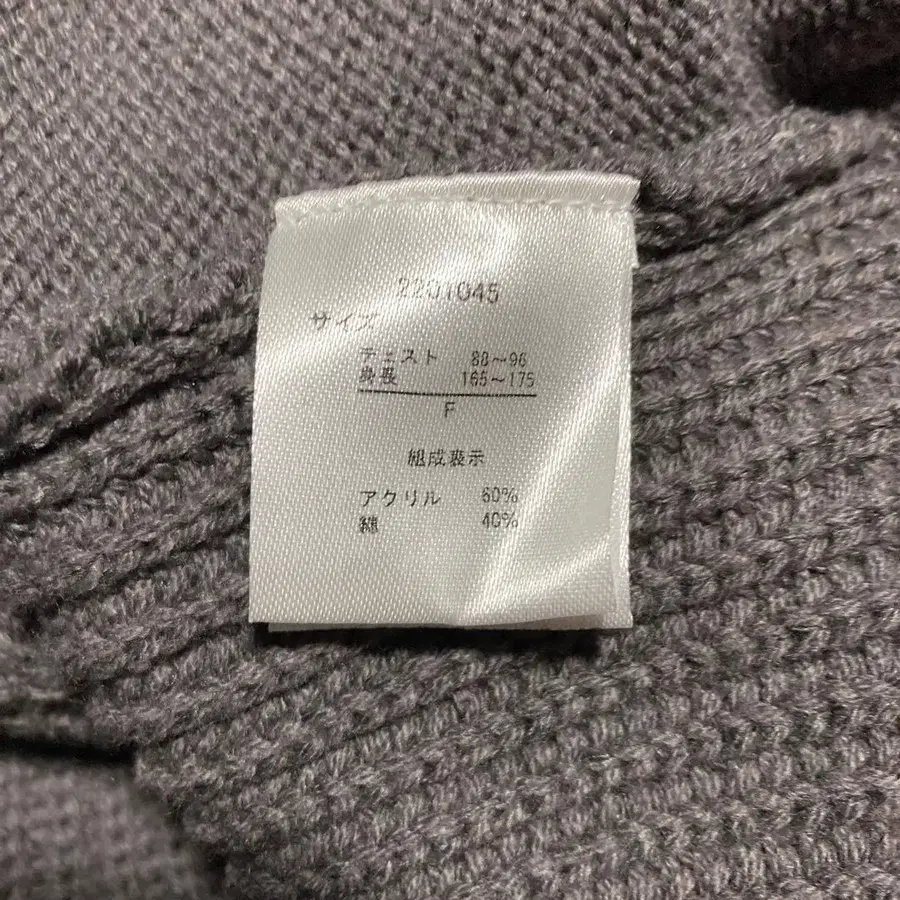 2201045
サイズ
チェスト 88～96
身長 165～175
F
組成表示
アクリル 60%
綿 40%